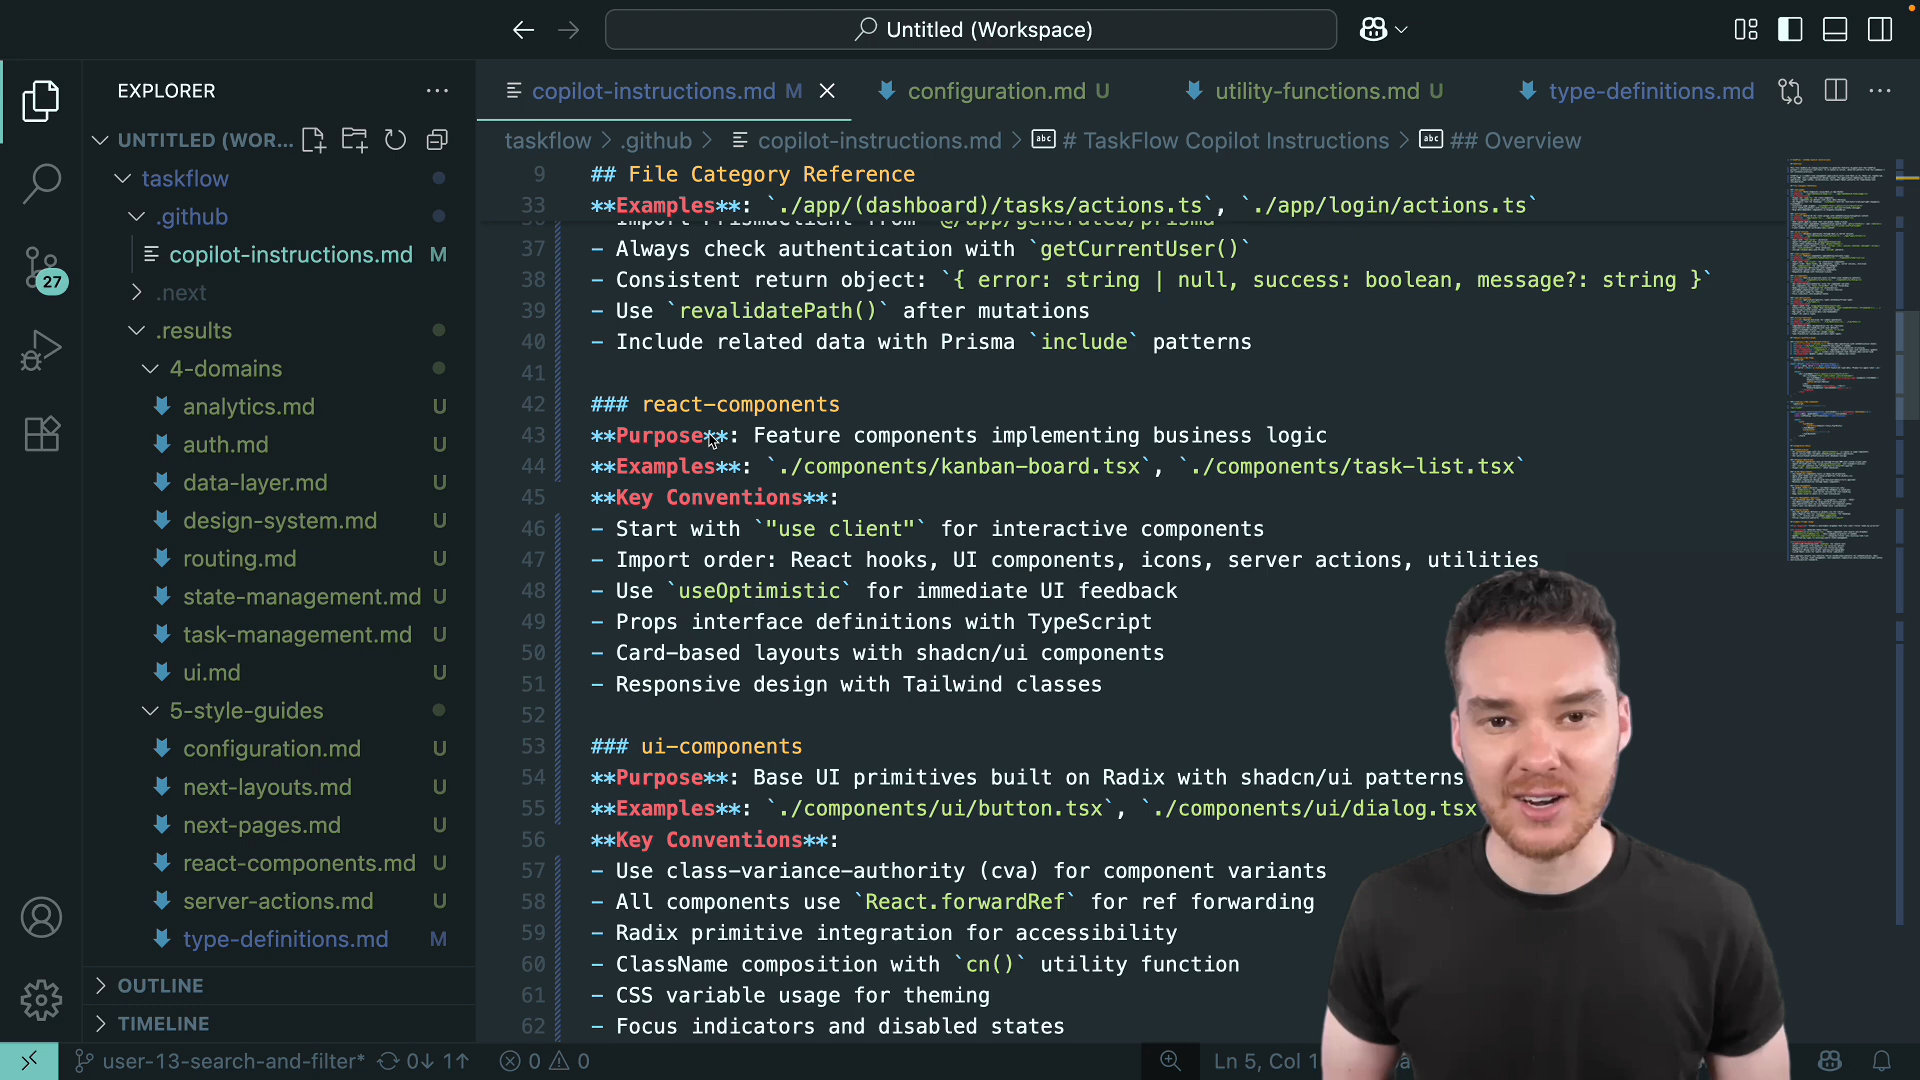 Untitled (Workspace)
EXPLORER
UNTITLED (WOR...
taskflow
.github
copilot-instructions.md M
.next
.results
4-domains
analytics.md U
auth.md U
data-layer.md U
design-system.md U
routing.md U
state-management.md U
task-management.md U
ui.md U
5-style-guides
configuration.md U
next-layouts.md U
next-pages.md U
react-components.md U
server-actions.md U
type-definitions.md M
OUTLINE
TIMELINE
27
copilot-instructions.md M
configuration.md U
utility-functions.md U
type-definitions.md
taskflow > .github > copilot-instructions.md > # TaskFlow Copilot Instructions > ## Overview
9 ## File Category Reference
33 **Examples**: `./app/(dashboard)/tasks/actions.ts`, `./app/login/actions.ts`
37 - Always check authentication with `getCurrentUser()`
38 - Consistent return object: `{ error: string | null, success: boolean, message?: string }`
39 - Use `revalidatePath()` after mutations
40 - Include related data with Prisma `include` patterns
41
42 ### react-components
43 **Purpose**: Feature components implementing business logic
44 **Examples**: `./components/kanban-board.tsx`, `./components/task-list.tsx`
45 **Key Conventions**:
46 - Start with `"use client"` for interactive components
47 - Import order: React hooks, UI components, icons, server actions, utilities
48 - Use `useOptimistic` for immediate UI feedback
49 - Props interface definitions with TypeScript
50 - Card-based layouts with shadcn/ui components
51 - Responsive design with Tailwind classes
52
53 ### ui-components
54 **Purpose**: Base UI primitives built on Radix with shadcn/ui patterns
55 **Examples**: `./components/ui/button.tsx`, `./components/ui/dialog.tsx
56 **Key Conventions**:
57 - Use class-variance-authority (cva) for component variants
58 - All components use `React.forwardRef` for ref forwarding
59 - Radix primitive integration for accessibility
60 - ClassName composition with `cn()` utility function
61 - CSS variable usage for theming
62 - Focus indicators and disabled states
user-13-search-and-filter* 0↓ 1↑ 0 0
Ln 5, Col 1